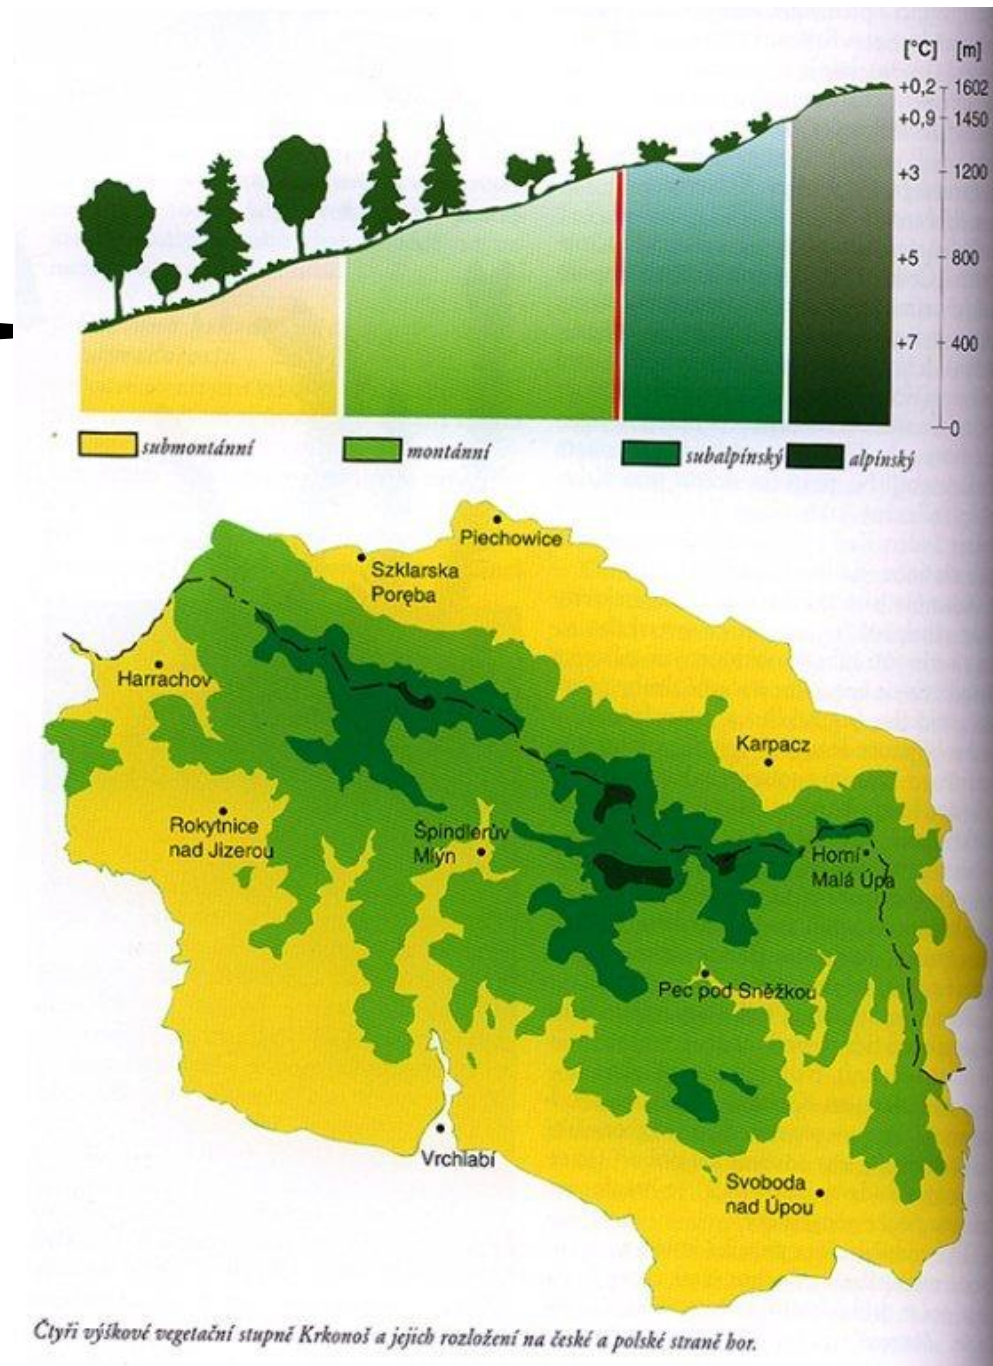 [°C] [m]
+0,2 1602
+0,9 1450
+3 1200
+5 800
+7 400
0
submontánní montánní subalpínský alpínský
Piechowice
Szklarska
Poręba
Harrachov
Karpacz
Rokytnice
nad Jizerou
Špindlerův
Mlýn
Horní
Malá Úpa
Pec pod Sněžkou
Vrchlabí
Svoboda
nad Úpou
Čtyři výškové vegetační stupně Krkonoš a jejich rozložení na české a polské straně hor.